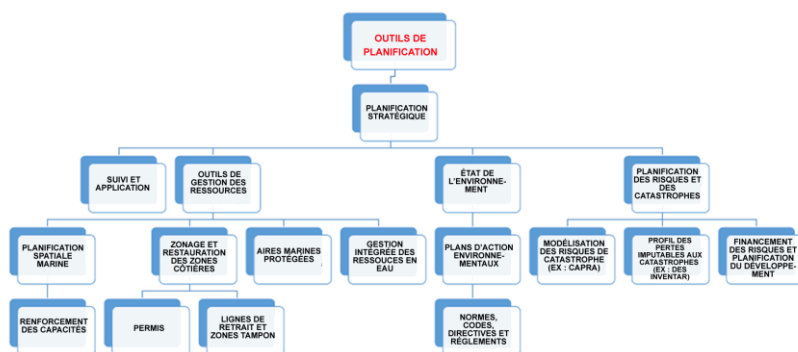 OUTILS DE
PLANIFICATION
PLANIFICATION
STRATÉGIQUE
SUIVI ET
APPLICATION
OUTILS DE
GESTION DES
RESSOURCES
ÉTAT DE
L'ENVIRONNE-
MENT
PLANIFICATION
DES RISQUES ET
DES
CATASTROPHES
PLANIFICATION
SPATIALE
MARINE
ZONAGE ET
RESTAURATION
DES ZONES
CÔTIÈRES
AIRES MARINES
PROTÉGÉES
GESTION
INTÉGRÉE DES
RESSOUCES EN
EAU
PLANS D'ACTION
ENVIRONNE-
MENTAUX
MODÉLISATION
DES RISQUES DE
CATASTROPHE
(EX : CAPRA)
PROFIL DES
PERTES
IMPUTABLES AUX
CATASTROPHES
(EX : DES
INVENTAR)
FINANCEMENT
DES RISQUES ET
PLANIFICATION
DU DÉVELOPPE-
MENT
RENFORCEMENT
DES CAPACITÉS
PERMIS
LIGNES DE
RETRAIT ET
ZONES TAMPON
NORMES,
CODES,
DIRECTIVES ET
RÉGLEMENTS